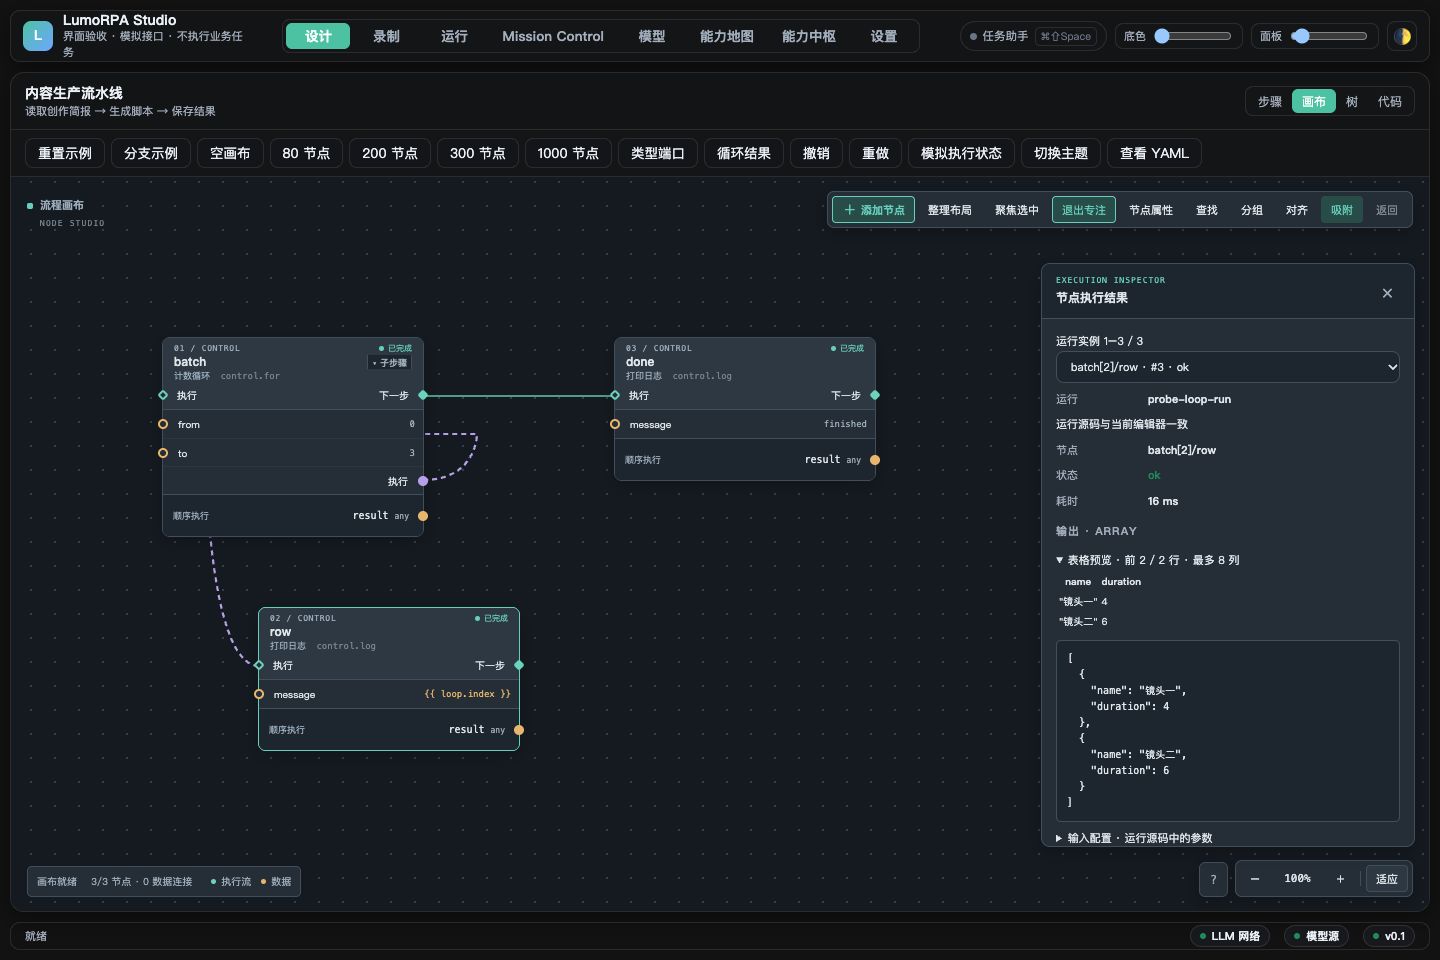 L
LumoRPA Studio
界面验收 · 模拟接口 · 不执行业务任务
设计
录制
运行
Mission Control
模型
能力地图
能力中枢
设置
任务助手 ⌘⇧Space
底色
面板
内容生产流水线
读取创作简报 → 生成脚本 → 保存结果
步骤
画布
树
代码
重置示例
分支示例
空画布
80 节点
200 节点
300 节点
1000 节点
类型端口
循环结果
撤销
重做
模拟执行状态
切换主题
查看 YAML
流程画布
NODE STUDIO
＋ 添加节点
整理布局
聚焦选中
退出专注
节点属性
查找
分组
对齐
吸附
返回
01 / CONTROL
已完成
batch
▾ 子步骤
计数循环 control.for
执行
下一步
from 0
to 3
执行
顺序执行
result any
03 / CONTROL
已完成
done
打印日志 control.log
执行
下一步
message finished
顺序执行
result any
02 / CONTROL
已完成
row
打印日志 control.log
执行
下一步
message {{ loop.index }}
顺序执行
result any
EXECUTION INSPECTOR
节点执行结果
×
运行实例 1–3 / 3
batch[2]/row · #3 · ok
运行 probe-loop-run
运行源码与当前编辑器一致
节点 batch[2]/row
状态 ok
耗时 16 ms
输出 · ARRAY
▼ 表格预览 · 前 2 / 2 行 · 最多 8 列
name duration
"镜头一" 4
"镜头二" 6
[
{
"name": "镜头一",
"duration": 4
},
{
"name": "镜头二",
"duration": 6
}
]
▶ 输入配置 · 运行源码中的参数
画布就绪 3/3 节点 · 0 数据连接 执行流 数据
?
− 100% +
适应
就绪
LLM 网络
模型源
v0.1